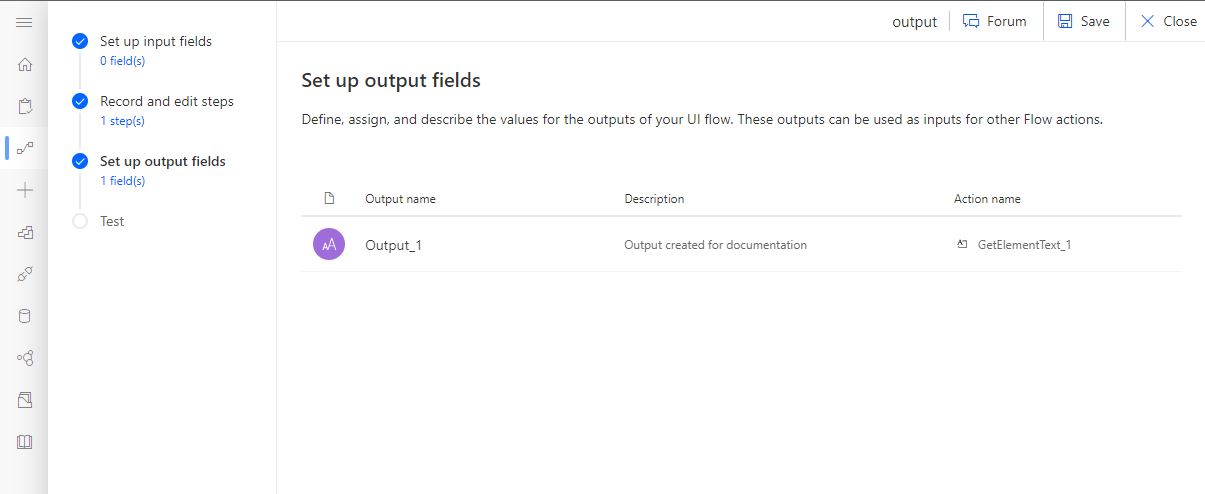 output
Forum
Save
Close
Set up input fields
0 field(s)
Record and edit steps
1 step(s)
Set up output fields
1 field(s)
Test
Set up output fields
Define, assign, and describe the values for the outputs of your UI flow. These outputs can be used as inputs for other Flow actions.
Output name Description Action name
AA Output_1 Output created for documentation GetElementText_1